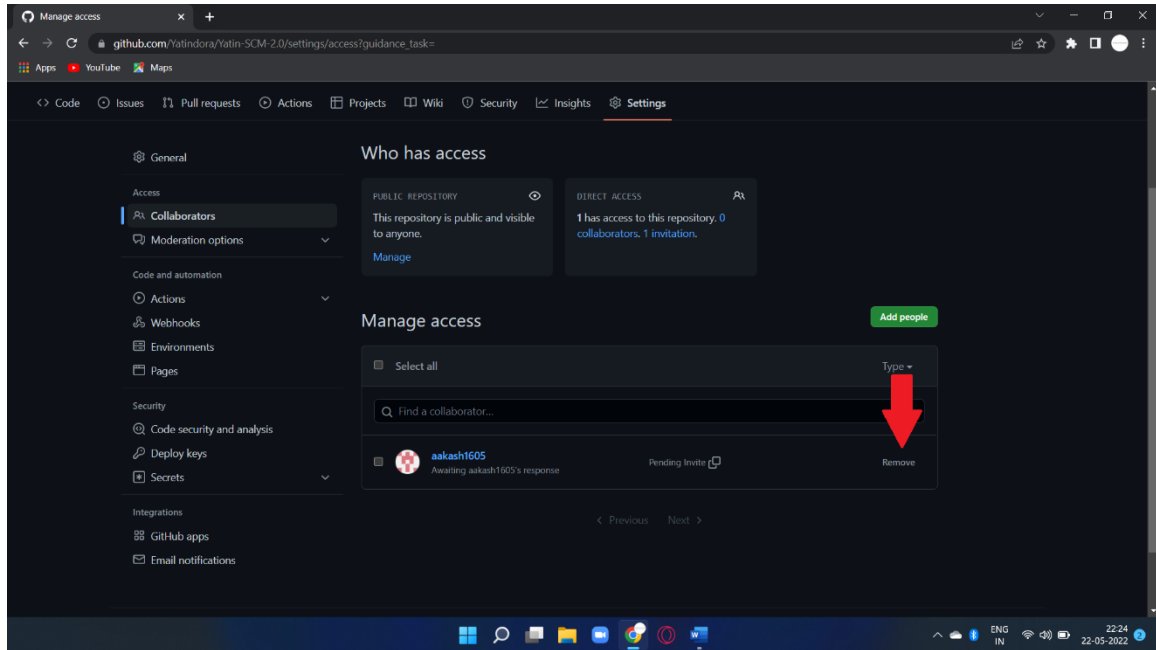 Manage access
github.com/Yatindora/Yatin-SCM-2.0/settings/access?guidance_task=
Apps YouTube Maps
Code Issues Pull requests Actions Projects Wiki Security Insights Settings
General
Access
Collaborators
Moderation options
Code and automation
Actions
Webhooks
Environments
Pages
Security
Code security and analysis
Deploy keys
Secrets
Integrations
GitHub apps
Email notifications
Who has access
PUBLIC REPOSITORY
This repository is public and visible
to anyone.
Manage
DIRECT ACCESS
1 has access to this repository. 0
collaborators. 1 invitation.
Manage access
Add people
Select all
Type
Find a collaborator...
aakash1605
Awaiting aakash1605's response
Pending Invite
Remove
Previous Next
ENG
IN
22:24
22-05-2022
2